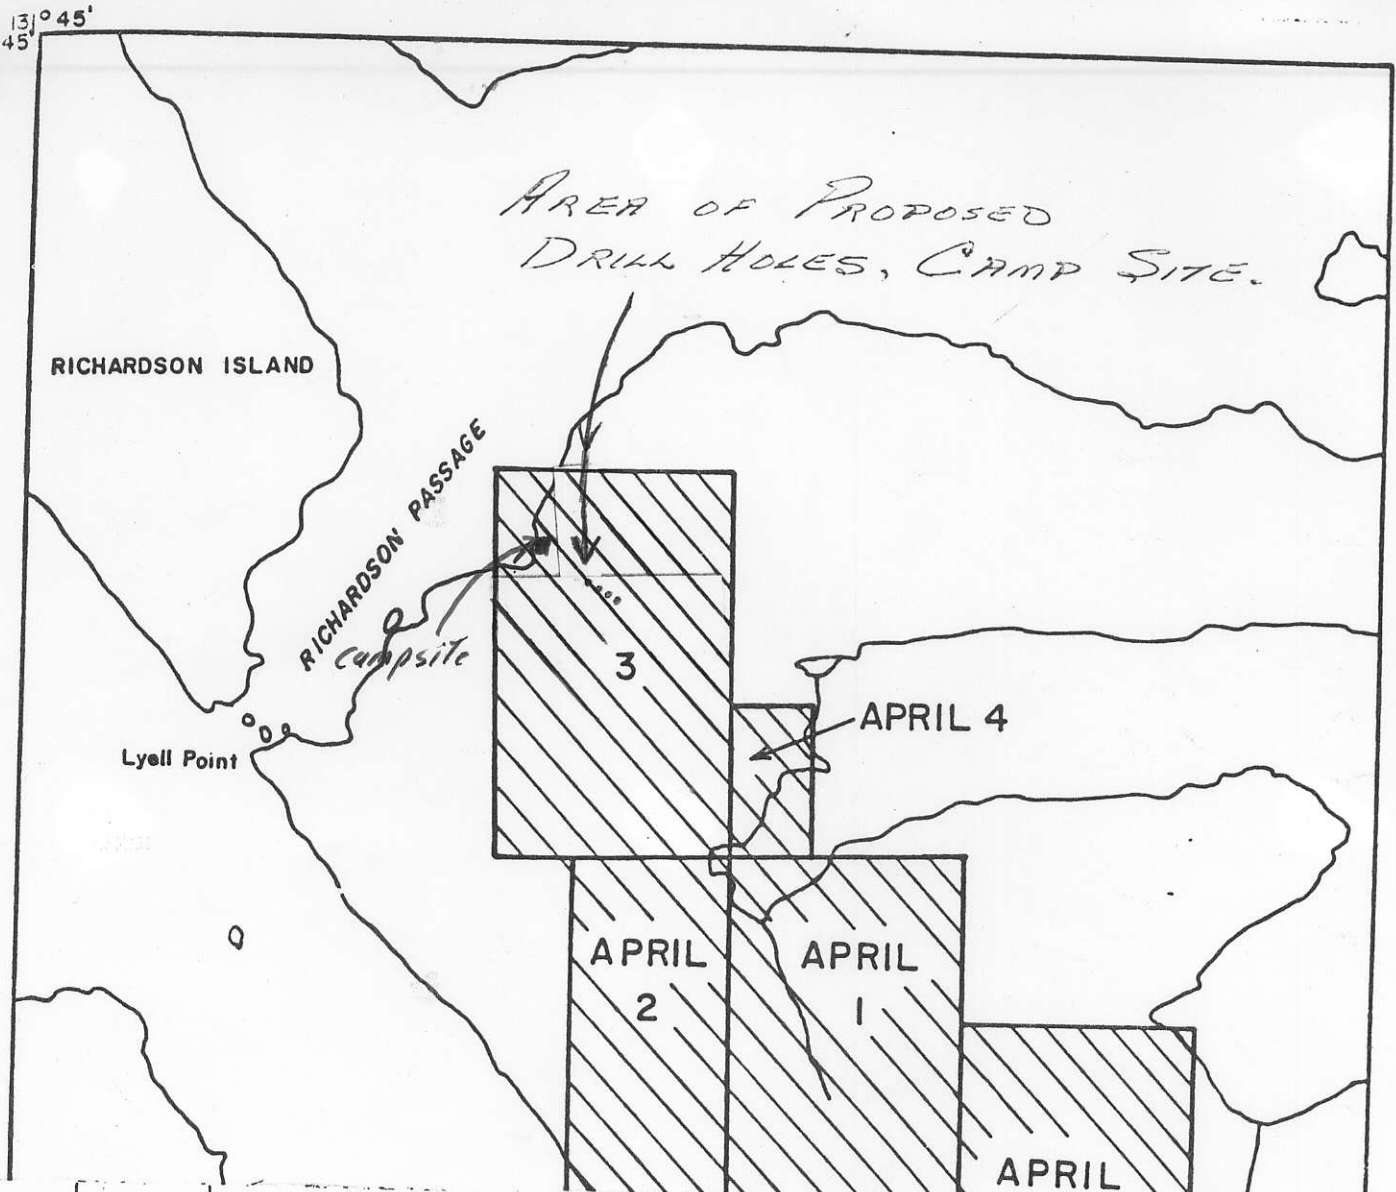 131° 45'
45'
AREA OF PROPOSED
DRILL HOLES, CAMP SITE.
RICHARDSON ISLAND
RICHARDSON PASSAGE
campsite
3
APRIL 4
Lyell Point
APRIL
2
APRIL
1
APRIL